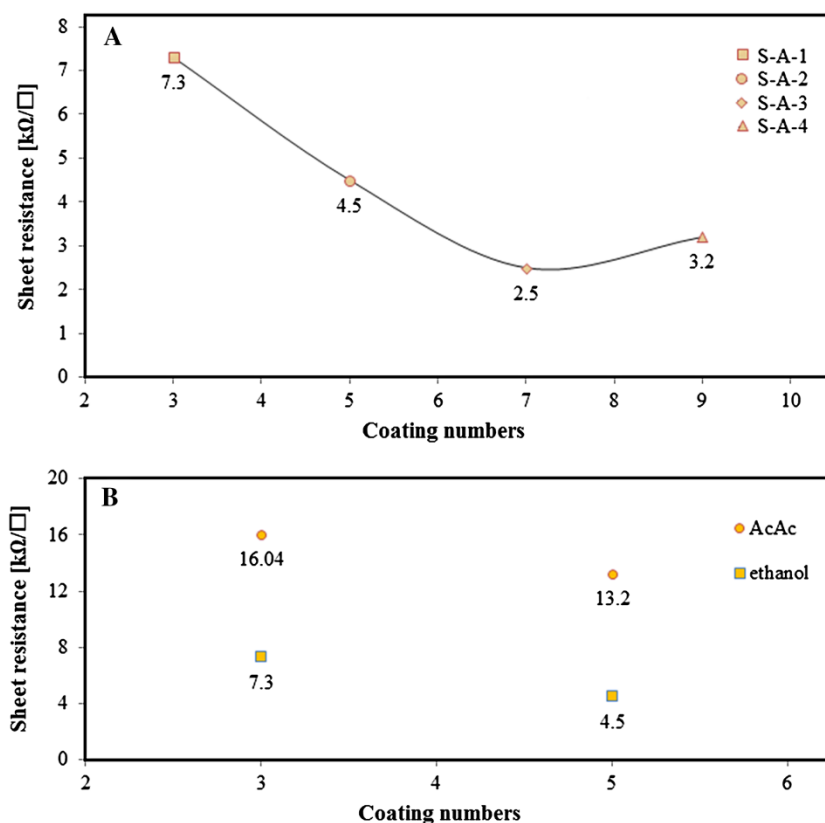 A
Sheet resistance [kΩ/□]
8
7
6
5
4
3
2
1
0
7.3
4.5
2.5
3.2
S-A-1
S-A-2
S-A-3
S-A-4
2 3 4 5 6 7 8 9 10
Coating numbers
B
Sheet resistance [kΩ/□]
20
16
12
8
4
0
16.04
13.2
7.3
4.5
AcAc
ethanol
2 3 4 5 6
Coating numbers